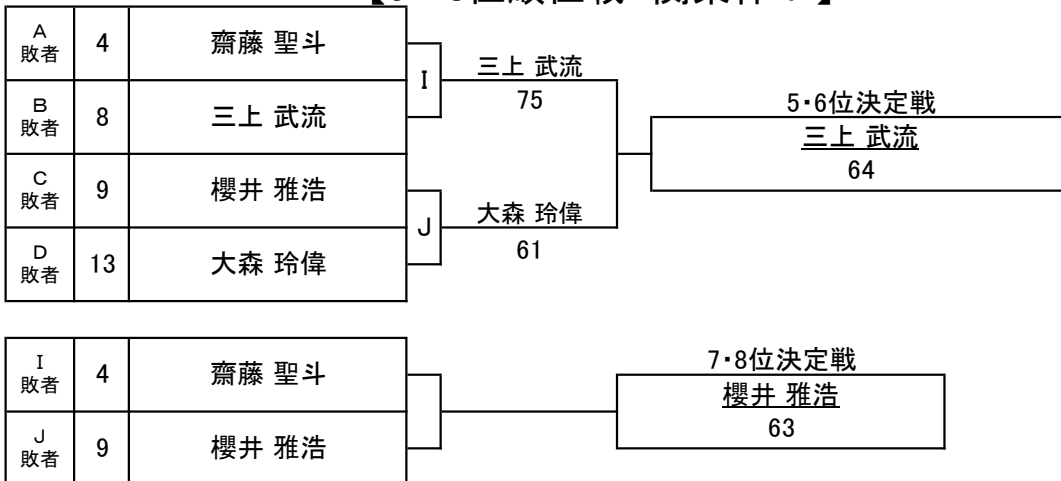 A
敗者
4
齋藤 聖斗
B
敗者
8
三上 武流
C
敗者
9
櫻井 雅浩
D
敗者
13
大森 玲偉
I
三上 武流
75
J
大森 玲偉
61
5・6位決定戦
三上 武流
64
I
敗者
4
齋藤 聖斗
J
敗者
9
櫻井 雅浩
7・8位決定戦
櫻井 雅浩
63